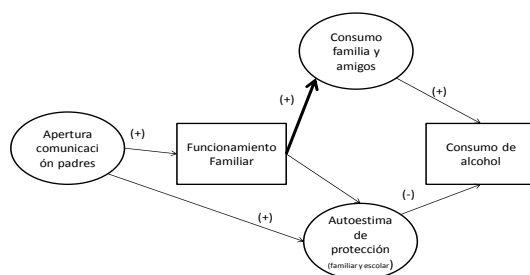 Consumo
familia y
amigos
(+)
(+)
Apertura
comunicaci
ón padres
(+)
Funcionamiento
Familiar
Consumo de
alcohol
(+)
(-)
Autoestima
de
protección
(familiar y escolar)